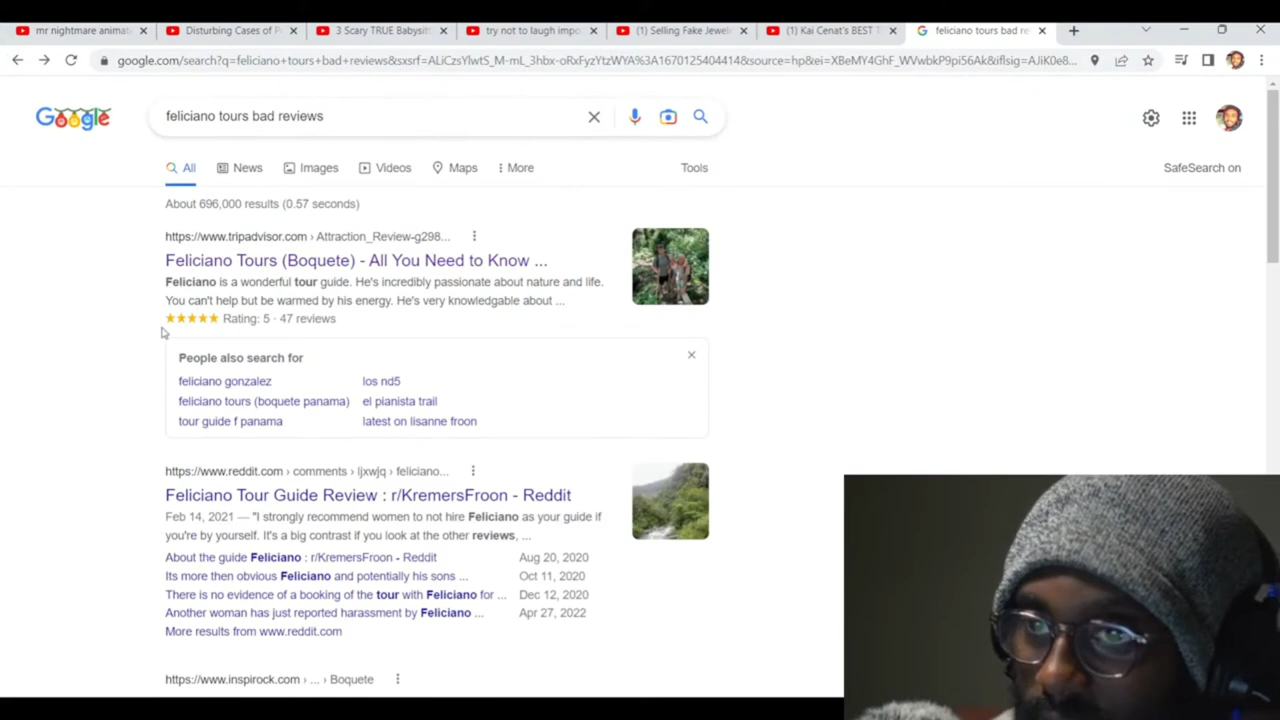 mr nightmare animat
Disturbing Cases of P
3 Scary TRUE Babysitt
try not to laugh impo
(1) Selling Fake Jewel
(1) Kai Cenat's BEST T
feliciano tours bad re
google.com/search?q=feliciano+tours+bad+reviews&sxsrf=ALiCzsYlwtS_M-mL_3hbx-oRxFyzYtzWYA%3A1670125404414&source=hp&ei=XBeMY4GhF_WVwbkP9pi56Ak&iflsig=AJiK0e8...
Google
feliciano tours bad reviews
All
News
Images
Videos
Maps
More
Tools
SafeSearch on
About 696,000 results (0.57 seconds)
https://www.tripadvisor.com › Attraction_Review-g298...
Feliciano Tours (Boquete) - All You Need to Know ...
Feliciano is a wonderful tour guide. He's incredibly passionate about nature and life.
You can't help but be warmed by his energy. He's very knowledgable about ...
Rating: 5 · 47 reviews
People also search for
feliciano gonzalez
los nd5
feliciano tours (boquete panama)
el pianista trail
tour guide f panama
latest on lisanne froon
https://www.reddit.com › comments › ljxwjq › feliciano...
Feliciano Tour Guide Review : r/KremersFroon - Reddit
Feb 14, 2021 — "I strongly recommend women to not hire Feliciano as your guide if
you're by yourself. It's a big contrast if you look at the other reviews, ...
About the guide Feliciano : r/KremersFroon - Reddit
Aug 20, 2020
Its more then obvious Feliciano and potentially his sons ...
Oct 11, 2020
There is no evidence of a booking of the tour with Feliciano for ...
Dec 12, 2020
Another woman has just reported harassment by Feliciano ...
Apr 27, 2022
More results from www.reddit.com
https://www.inspirock.com › ... › Boquete